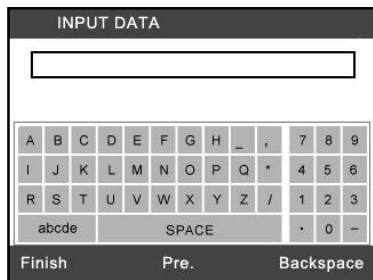 INPUT DATA
A B C D E F G H _ , 7 8 9
I J K L M N O P Q * 4 5 6
R S T U V W X Y Z / 1 2 3
abcde SPACE · 0 –
Finish Pre. Backspace